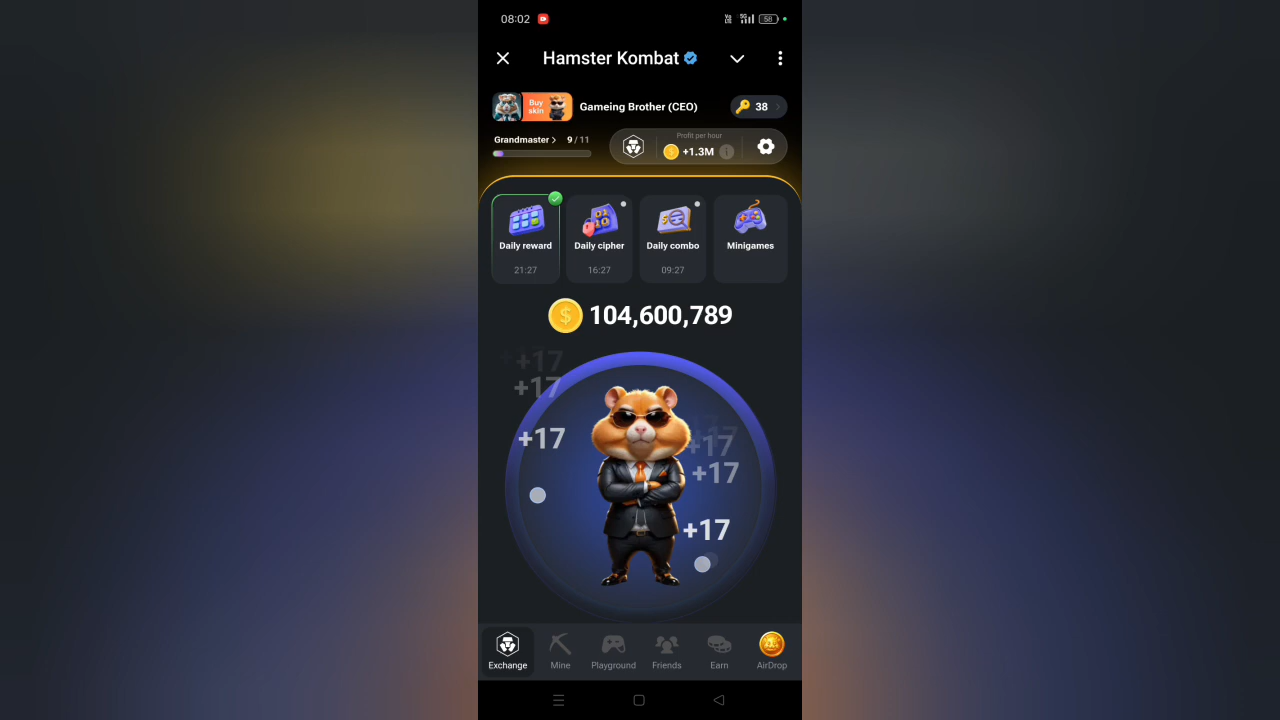 08:02
58
Hamster Kombat
Buy skin
Gameing Brother (CEO)
38
Grandmaster > 9 / 11
Profit per hour
+1.3M
Daily reward
21:27
Daily cipher
16:27
Daily combo
09:27
Minigames
104,600,789
+17
+17
+17
+17
+17
+17
Exchange
Mine
Playground
Friends
Earn
AirDrop